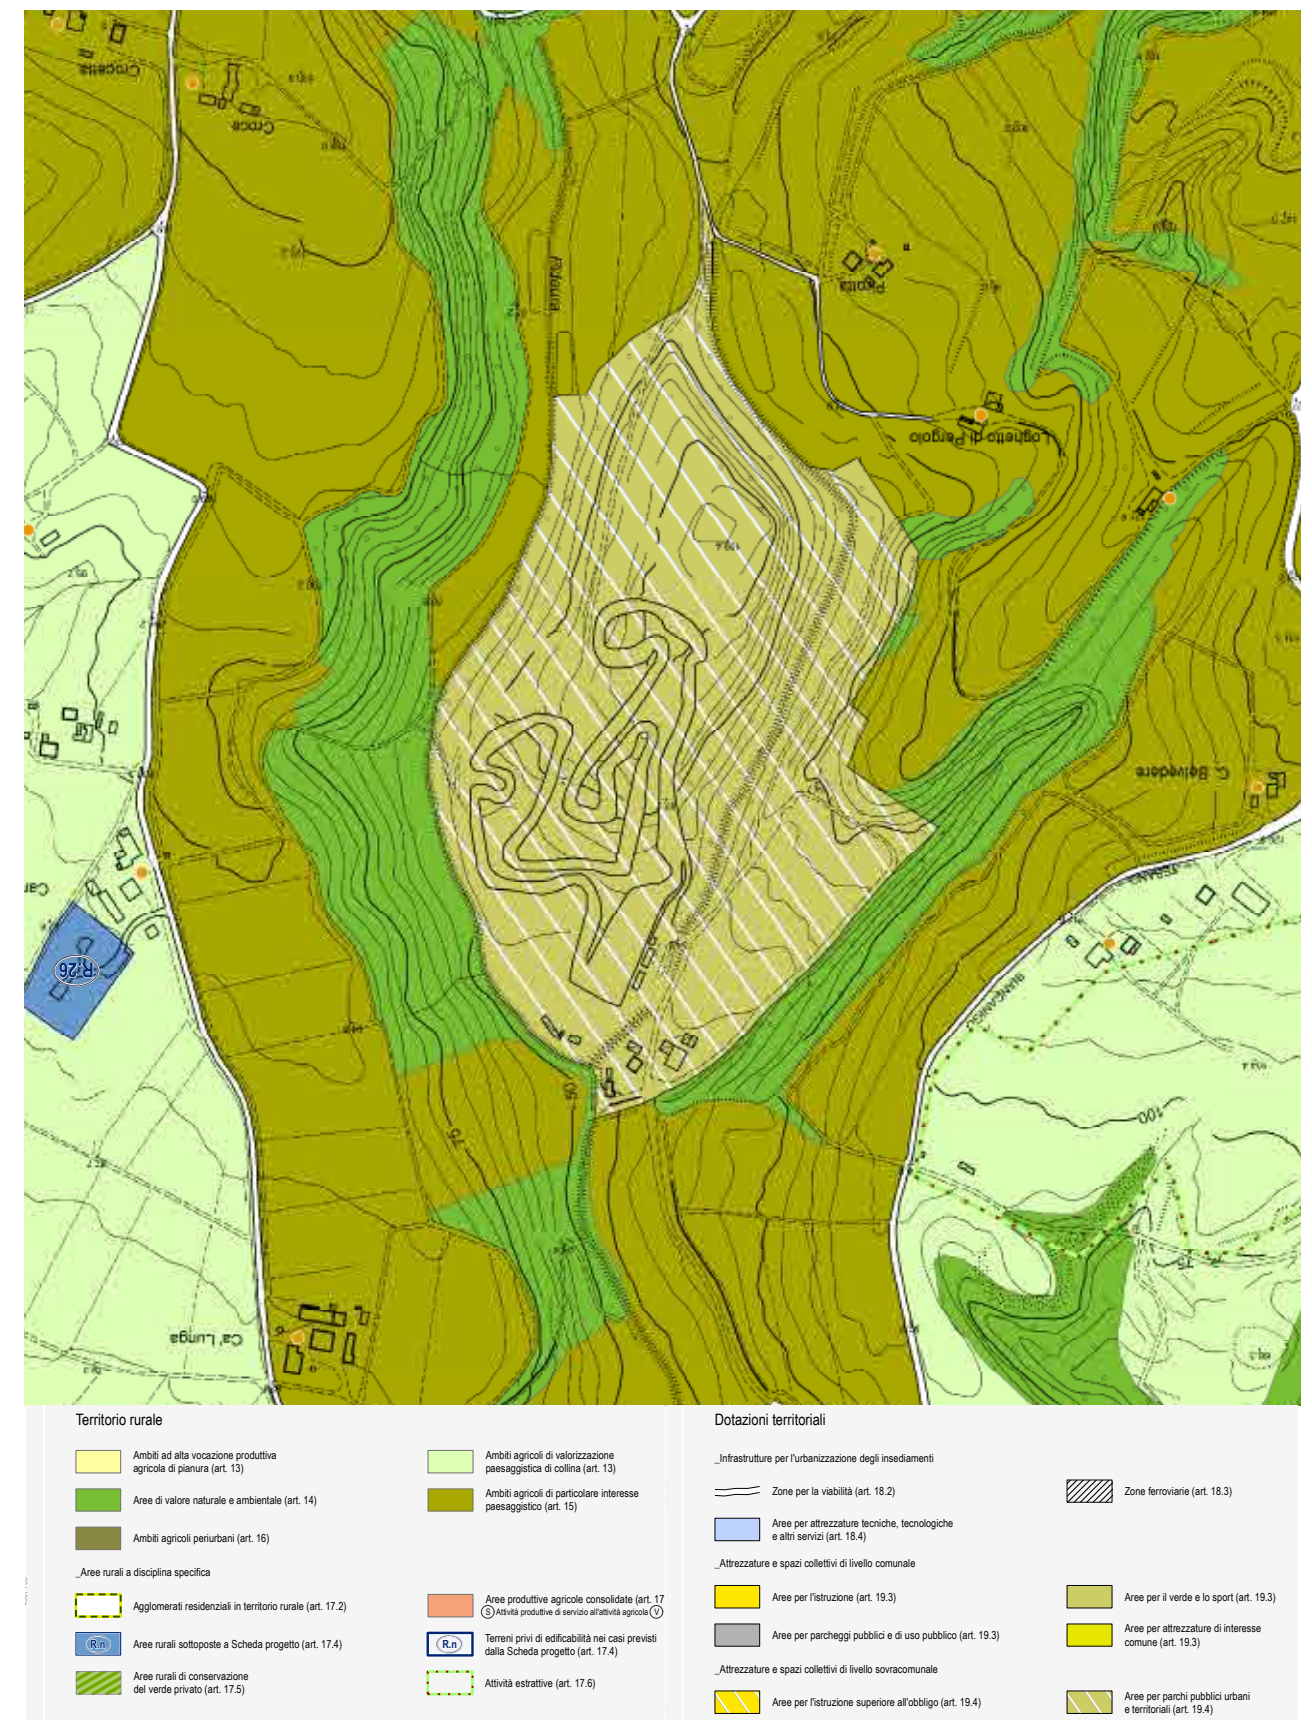 Crocetta
Croce
Pidaura
Pigotta
Loghetto di Pergolo
C. Belvedere
R.26
100
75
75
50
Ca' Lunga
Territorio rurale
Ambiti ad alta vocazione produttiva
agricola di pianura (art. 13)
Ambiti agricoli di valorizzazione
paesaggistica di collina (art. 13)
Aree di valore naturale e ambientale (art. 14)
Ambiti agricoli di particolare interesse
paesaggistico (art. 15)
Ambiti agricoli periurbani (art. 16)
_Aree rurali a disciplina specifica
Agglomerati residenziali in territorio rurale (art. 17.2)
Aree produttive agricole consolidate (art. 17
S Attività produttive di servizio all'attività agricola V
R.n Aree rurali sottoposte a Scheda progetto (art. 17.4)
R.n Terreni privi di edificabilità nei casi previsti
dalla Scheda progetto (art. 17.4)
Aree rurali di conservazione
del verde privato (art. 17.5)
Attività estrattive (art. 17.6)
Dotazioni territoriali
_Infrastrutture per l'urbanizzazione degli insediamenti
Zone per la viabilità (art. 18.2)
Zone ferroviarie (art. 18.3)
Aree per attrezzature tecniche, tecnologiche
e altri servizi (art. 18.4)
_Attrezzature e spazi collettivi di livello comunale
Aree per l'istruzione (art. 19.3)
Aree per il verde e lo sport (art. 19.3)
Aree per parcheggi pubblici e di uso pubblico (art. 19.3)
Aree per attrezzature di interesse
comune (art. 19.3)
_Attrezzature e spazi collettivi di livello sovracomunale
Aree per l'istruzione superiore all'obbligo (art. 19.4)
Aree per parchi pubblici urbani
e territoriali (art. 19.4)